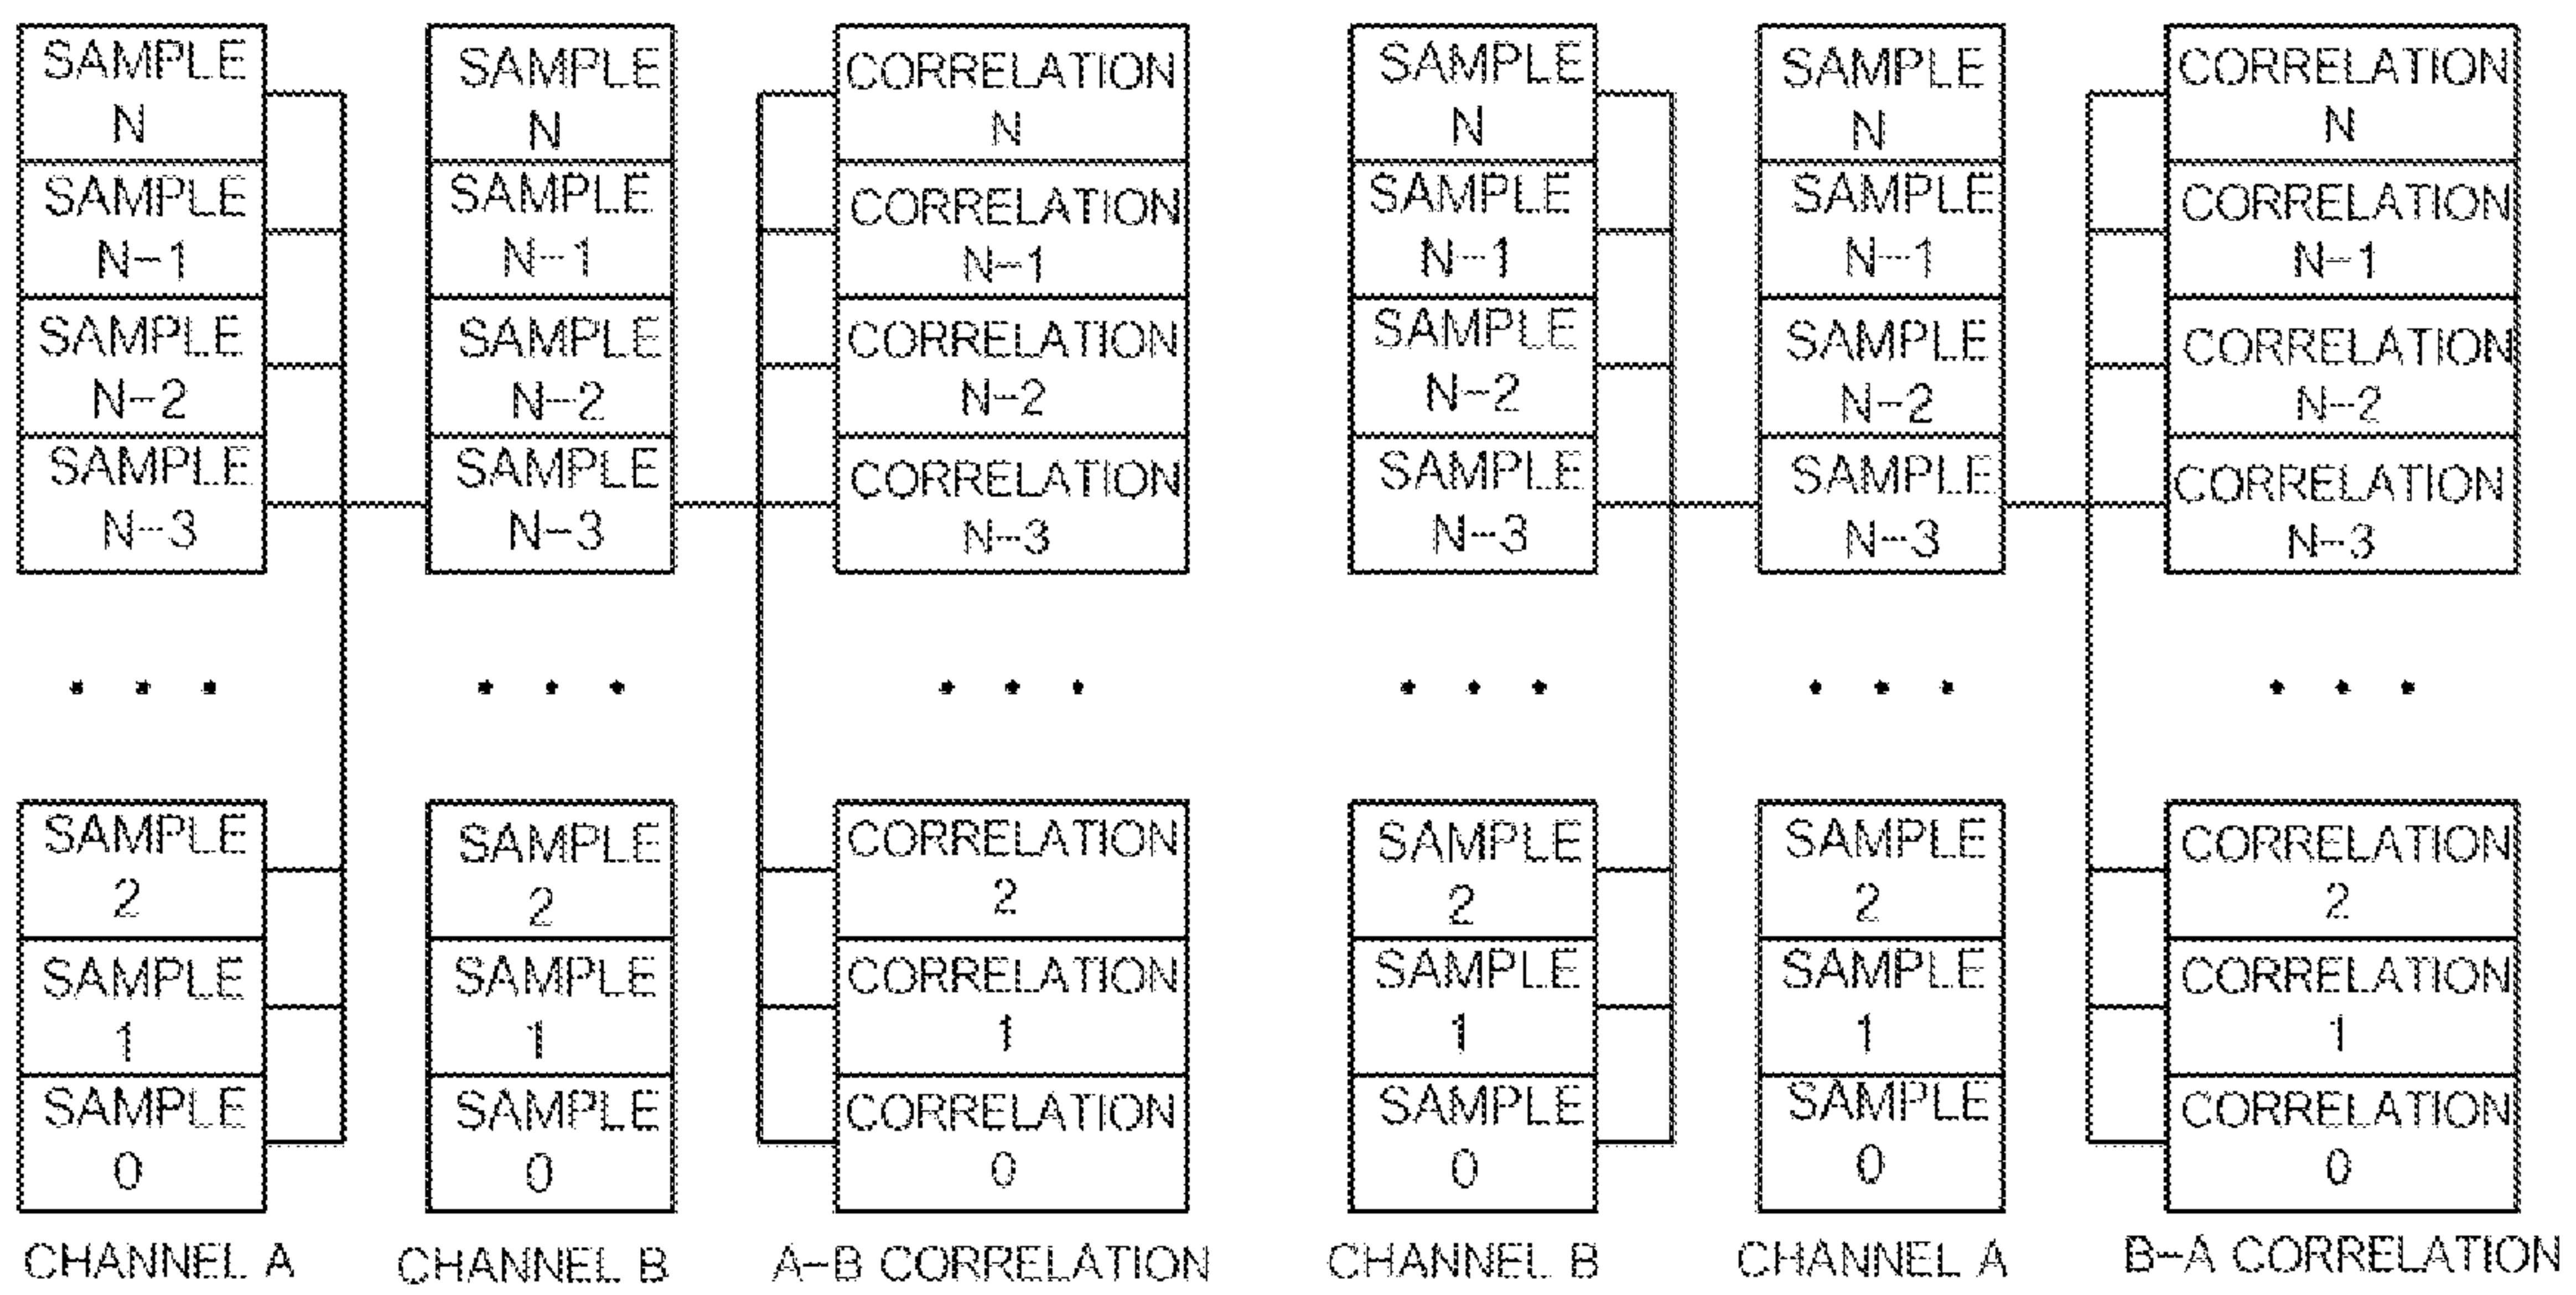 SAMPLE
N
SAMPLE
N-1
SAMPLE
N-2
SAMPLE
N-3
. . .
SAMPLE
2
SAMPLE
1
SAMPLE
0
CHANNEL A
SAMPLE
N
SAMPLE
N-1
SAMPLE
N-2
SAMPLE
N-3
. . .
SAMPLE
2
SAMPLE
1
SAMPLE
0
CHANNEL B
CORRELATION
N
CORRELATION
N-1
CORRELATION
N-2
CORRELATION
N-3
. . .
CORRELATION
2
CORRELATION
1
CORRELATION
0
A-B CORRELATION
SAMPLE
N
SAMPLE
N-1
SAMPLE
N-2
SAMPLE
N-3
. . .
SAMPLE
2
SAMPLE
1
SAMPLE
0
CHANNEL B
SAMPLE
N
SAMPLE
N-1
SAMPLE
N-2
SAMPLE
N-3
. . .
SAMPLE
2
SAMPLE
1
SAMPLE
0
CHANNEL A
CORRELATION
N
CORRELATION
N-1
CORRELATION
N-2
CORRELATION
N-3
. . .
CORRELATION
2
CORRELATION
1
CORRELATION
0
B-A CORRELATION